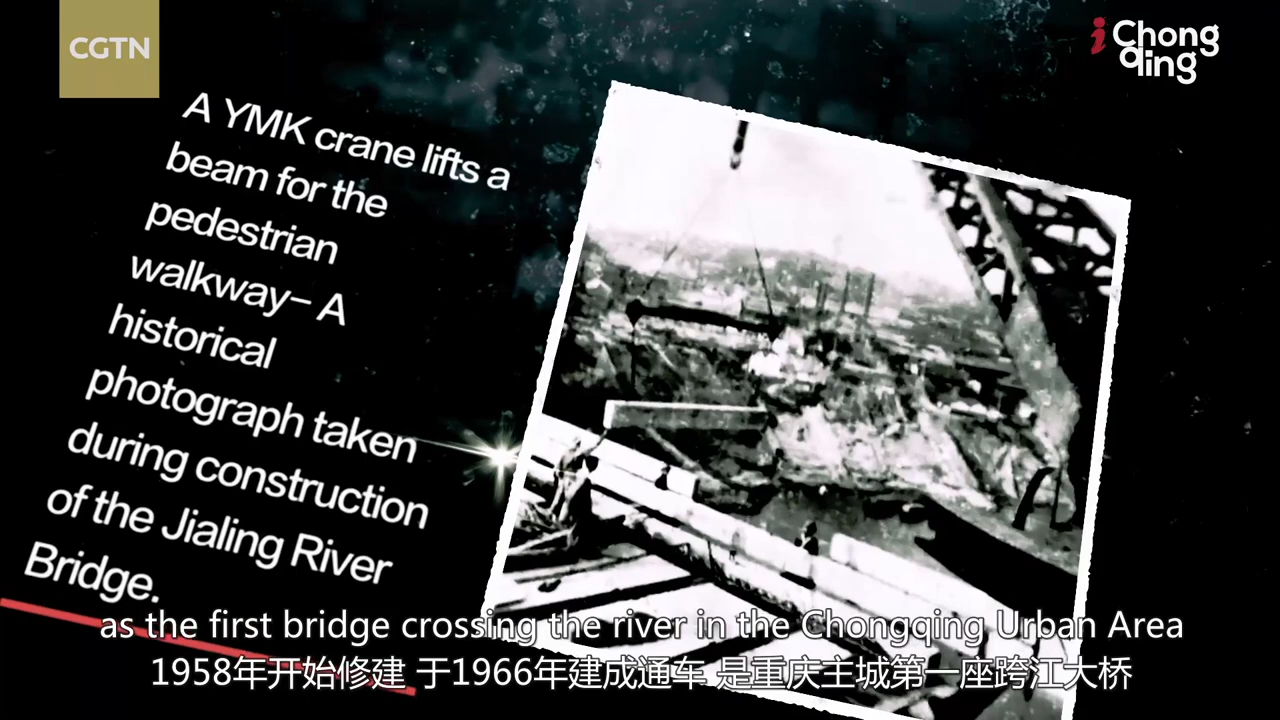 CGTN
i Chong
qing
A YMK crane lifts a
beam for the
pedestrian
walkway– A
historical
photograph taken
during construction
of the Jialing River
Bridge.
as the first bridge crossing the river in the Chongqing Urban Area
1958年开始修建 于1966年建成通车 是重庆主城第一座跨江大桥